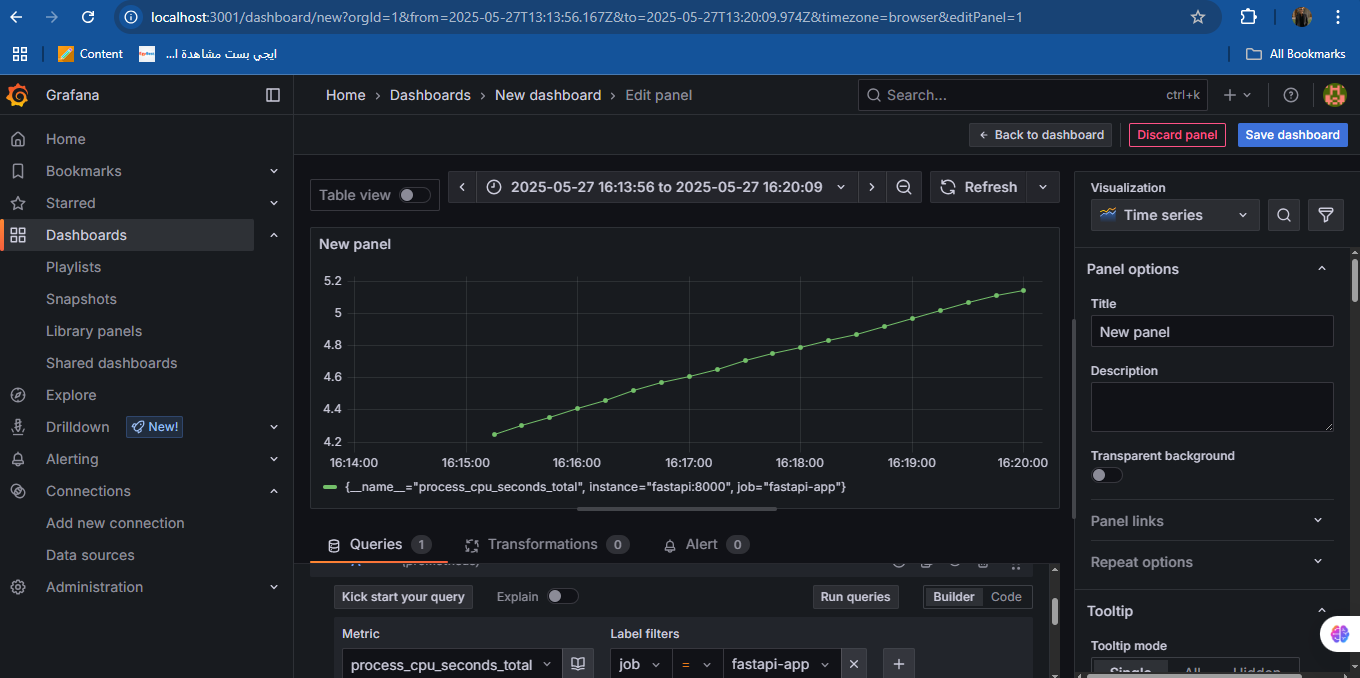 localhost:3001/dashboard/new?orgId=1&from=2025-05-27T13:13:56.167Z&to=2025-05-27T13:20:09.974Z&timezone=browser&editPanel=1
Content
ايجي بست مشاهدة ا...
All Bookmarks
Grafana
Home › Dashboards › New dashboard › Edit panel
Search...
ctrl+k
Back to dashboard
Discard panel
Save dashboard
Home
Bookmarks
Starred
Dashboards
Playlists
Snapshots
Library panels
Shared dashboards
Explore
Drilldown
New!
Alerting
Connections
Add new connection
Data sources
Administration
Table view
2025-05-27 16:13:56 to 2025-05-27 16:20:09
Refresh
New panel
5.2
5
4.8
4.6
4.4
4.2
16:14:00 16:15:00 16:16:00 16:17:00 16:18:00 16:19:00 16:20:00
{__name__="process_cpu_seconds_total", instance="fastapi:8000", job="fastapi-app"}
Queries 1
Transformations 0
Alert 0
Kick start your query
Explain
Run queries
Builder
Code
Metric
Label filters
process_cpu_seconds_total
job
=
fastapi-app
Visualization
Time series
Panel options
Title
New panel
Description
Transparent background
Panel links
Repeat options
Tooltip
Tooltip mode
Single
All
Hidden